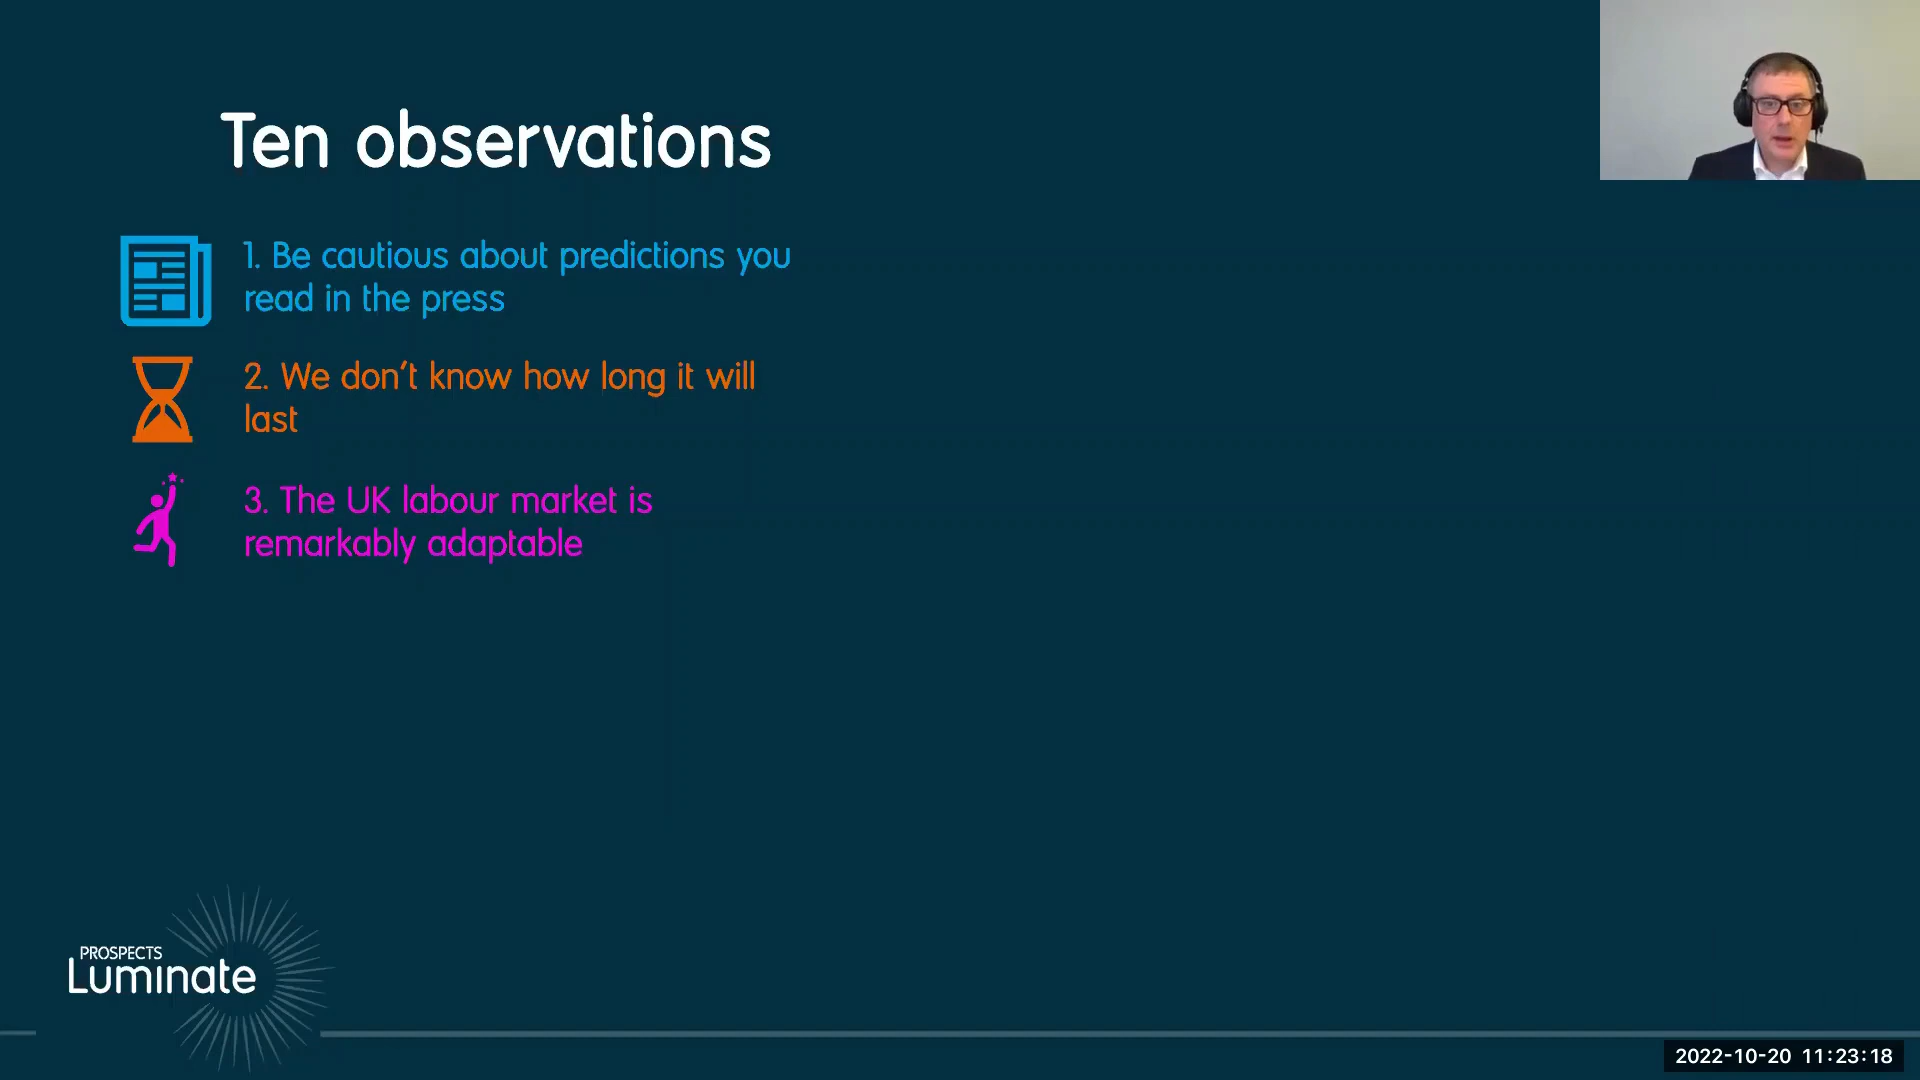 Ten observations
1. Be cautious about predictions you
read in the press
2. We don’t know how long it will
last
3. The UK labour market is
remarkably adaptable
PROSPECTS
Luminate
2022-10-20 11:23:18